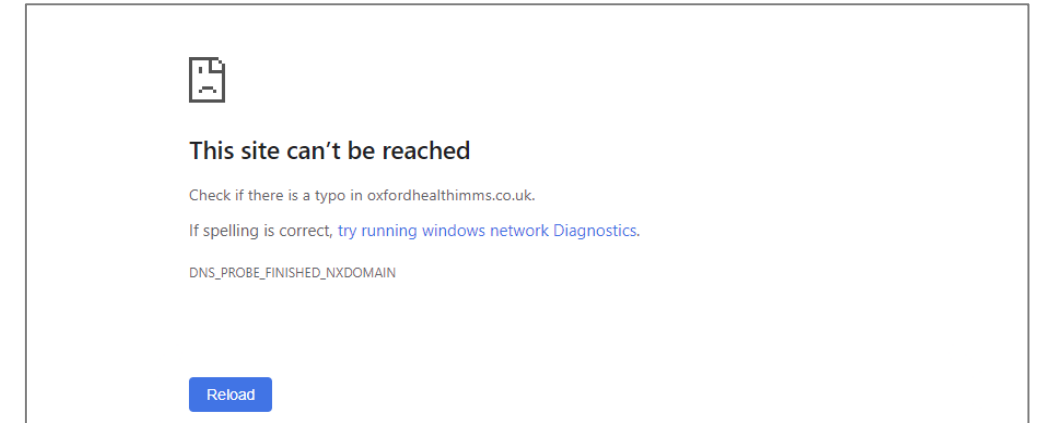 This site can't be reached
Check if there is a typo in oxfordhealthimms.co.uk.
If spelling is correct, try running windows network Diagnostics.
DNS_PROBE_FINISHED_NXDOMAIN
Reload